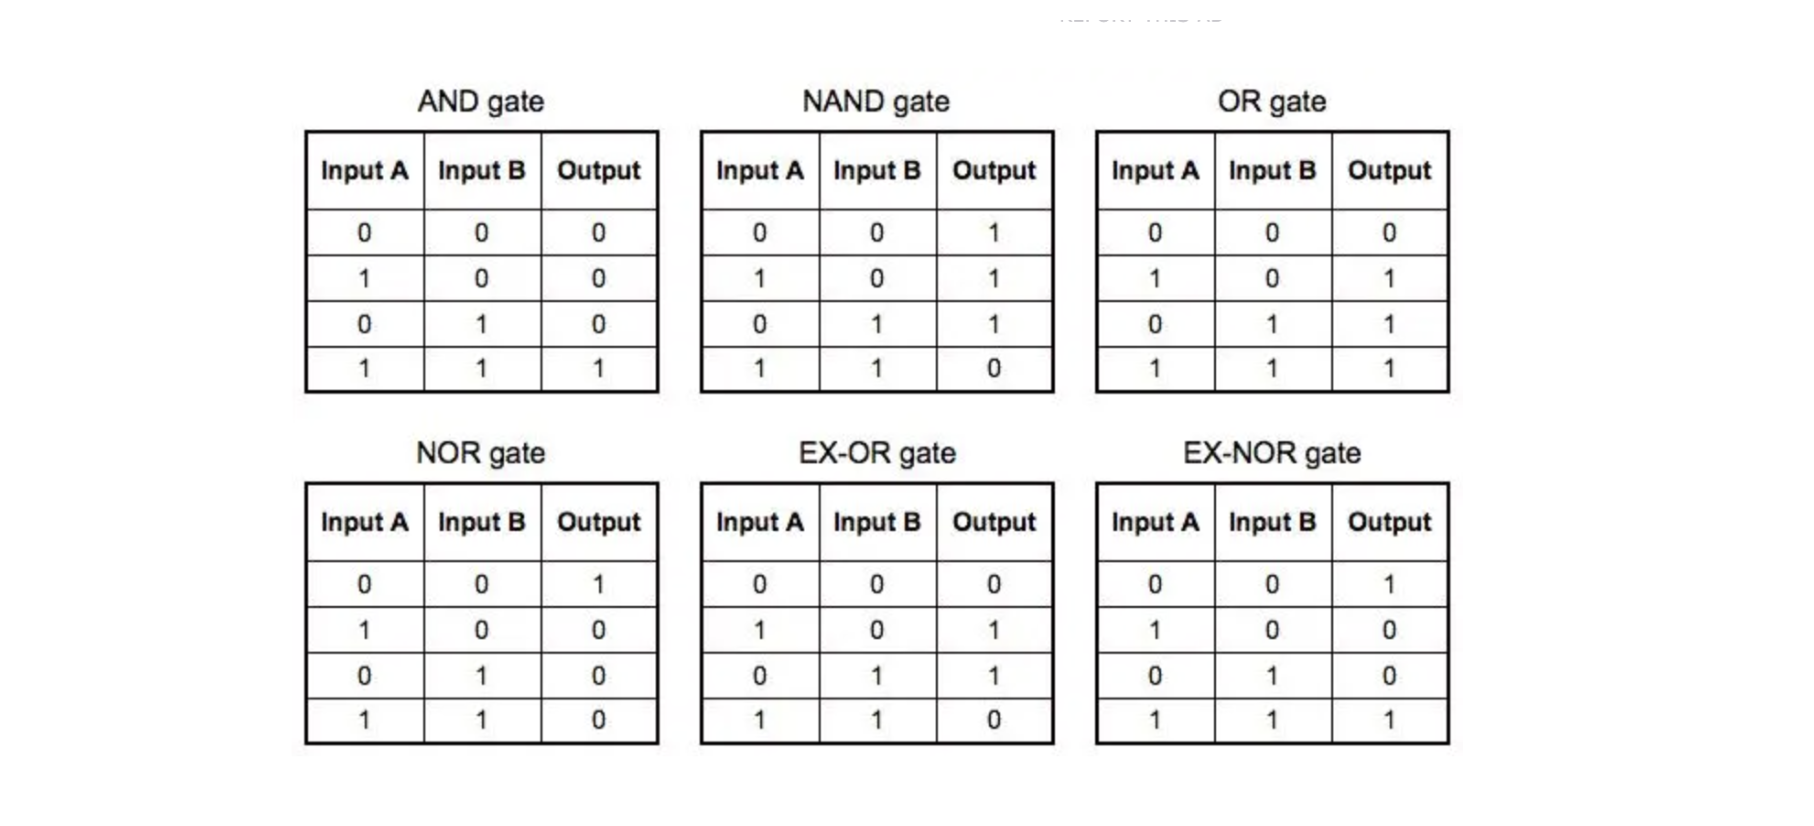 AND gate
Input A Input B Output
0 0 0
1 0 0
0 1 0
1 1 1
NAND gate
Input A Input B Output
0 0 1
1 0 1
0 1 1
1 1 0
OR gate
Input A Input B Output
0 0 0
1 0 1
0 1 1
1 1 1
NOR gate
Input A Input B Output
0 0 1
1 0 0
0 1 0
1 1 0
EX-OR gate
Input A Input B Output
0 0 0
1 0 1
0 1 1
1 1 0
EX-NOR gate
Input A Input B Output
0 0 1
1 0 0
0 1 0
1 1 1